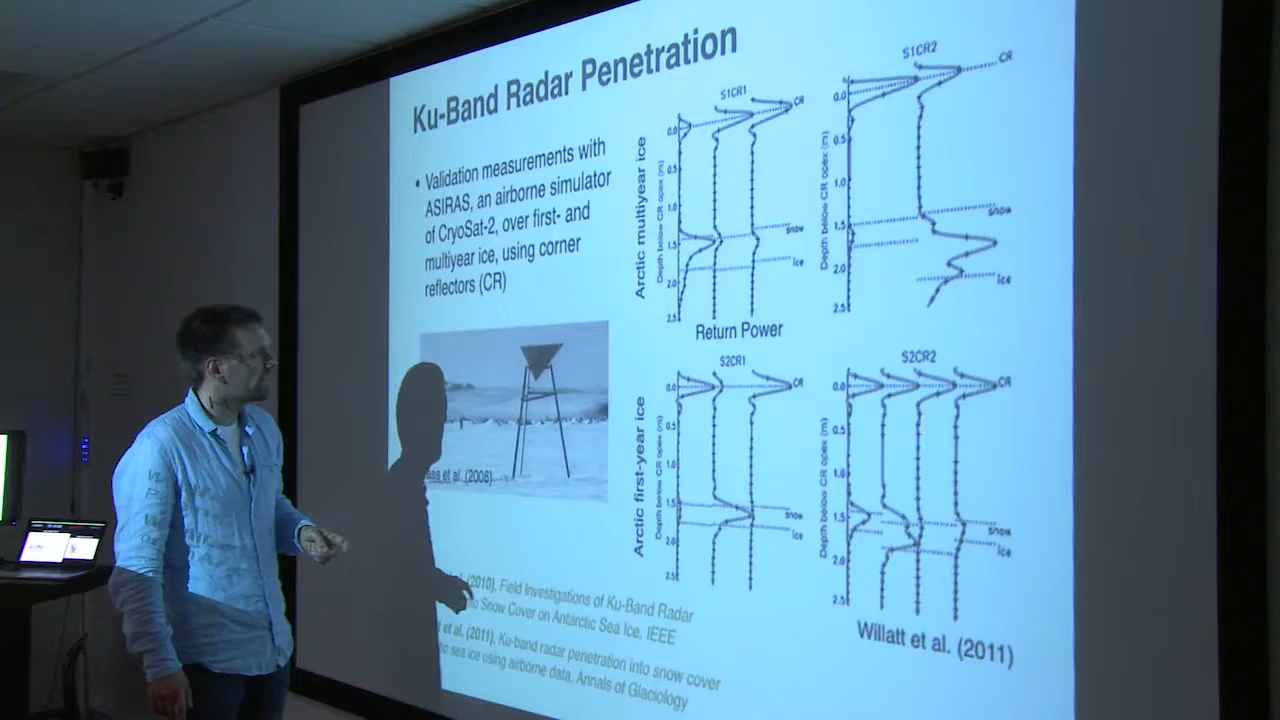 Ku-Band Radar Penetration
• Validation measurements with
ASIRAS, an airborne simulator
of CryoSat-2, over first- and
multiyear ice, using corner
reflectors (CR)
et al. (2006)
(2010). Field Investigations of Ku-Band Radar
Snow Cover on Antarctic Sea Ice, IEEE
et al. (2011). Ku-band radar penetration into snow cover
sea ice using airborne data, Annals of Glaciology
Arctic multiyear ice
S1CR1
Depth below CR apex (m)
0.0
0.5
1.0
1.5
2.0
2.5
CR
snow
ice
Return Power
S1CR2
Depth below CR apex (m)
0.0
0.5
1.0
1.5
2.0
2.5
CR
snow
ice
Arctic first-year ice
S2CR1
Depth below CR apex (m)
0.0
0.5
1.0
1.5
2.0
2.5
CR
snow
ice
S2CR2
Depth below CR apex (m)
0.0
0.5
1.0
1.5
2.0
2.5
CR
snow
ice
Willatt et al. (2011)